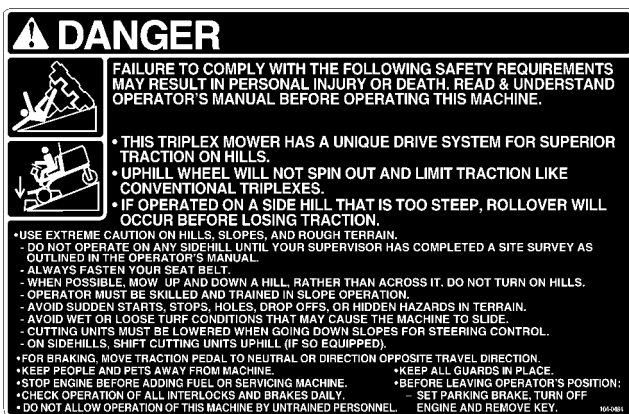 DANGER
FAILURE TO COMPLY WITH THE FOLLOWING SAFETY REQUIREMENTS
MAY RESULT IN PERSONAL INJURY OR DEATH. READ & UNDERSTAND
OPERATOR'S MANUAL BEFORE OPERATING THIS MACHINE.
• THIS TRIPLEX MOWER HAS A UNIQUE DRIVE SYSTEM FOR SUPERIOR
TRACTION ON HILLS.
• UPHILL WHEEL WILL NOT SPIN OUT AND LIMIT TRACTION LIKE
CONVENTIONAL TRIPLEXES.
• IF OPERATED ON A SIDE HILL THAT IS TOO STEEP, ROLLOVER WILL
OCCUR BEFORE LOSING TRACTION.
•USE EXTREME CAUTION ON HILLS, SLOPES, AND ROUGH TERRAIN.
- DO NOT OPERATE ON ANY SIDEHILL UNTIL YOUR SUPERVISOR HAS COMPLETED A SITE SURVEY AS
OUTLINED IN THE OPERATOR'S MANUAL.
- ALWAYS FASTEN YOUR SEAT BELT.
- WHEN POSSIBLE, MOW UP AND DOWN A HILL, RATHER THAN ACROSS IT. DO NOT TURN ON HILLS.
- OPERATOR MUST BE SKILLED AND TRAINED IN SLOPE OPERATION.
- AVOID SUDDEN STARTS, STOPS, HOLES, DROP OFFS, OR HIDDEN HAZARDS IN TERRAIN.
- AVOID WET OR LOOSE TURF CONDITIONS THAT MAY CAUSE THE MACHINE TO SLIDE.
- CUTTING UNITS MUST BE LOWERED WHEN GOING DOWN SLOPES FOR STEERING CONTROL.
- ON SIDEHILLS, SHIFT CUTTING UNITS UPHILL (IF SO EQUIPPED).
•FOR BRAKING, MOVE TRACTION PEDAL TO NEUTRAL OR DIRECTION OPPOSITE TRAVEL DIRECTION.
•KEEP PEOPLE AND PETS AWAY FROM MACHINE.
•STOP ENGINE BEFORE ADDING FUEL OR SERVICING MACHINE.
•CHECK OPERATION OF ALL INTERLOCKS AND BRAKES DAILY.
• DO NOT ALLOW OPERATION OF THIS MACHINE BY UNTRAINED PERSONNEL.
•KEEP ALL GUARDS IN PLACE.
•BEFORE LEAVING OPERATOR'S POSITION:
– SET PARKING BRAKE, TURN OFF
ENGINE AND REMOVE KEY.